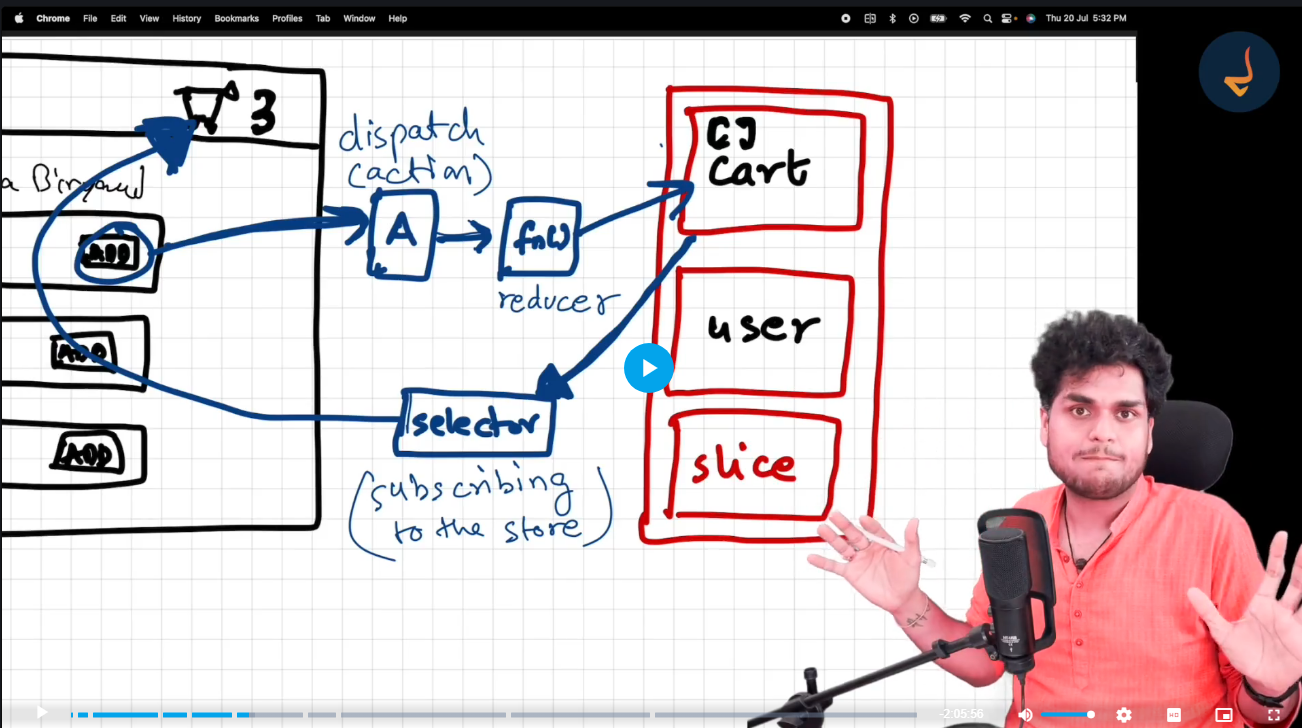 Chrome File Edit View History Bookmarks Profiles Tab Window Help
Thu 20 Jul 5:32 PM
3
dispatch
(action)
[]
cart
a Biryani
ADD
A
fn()
reducer
user
ADD
selector
ADD
slice
(subscribing
to the store)
-2:05:56
HD